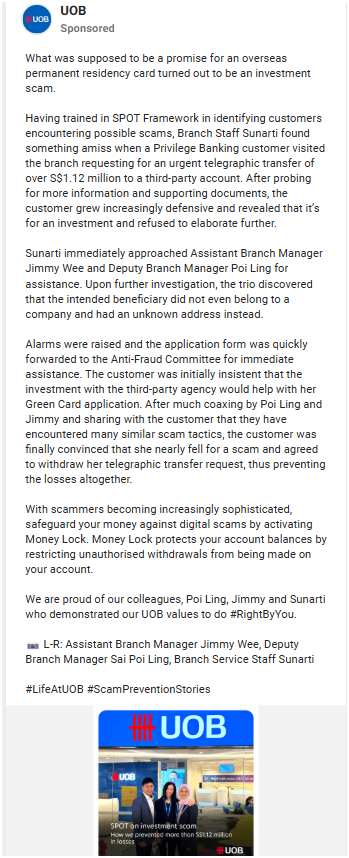 UOB
UOB
Sponsored
What was supposed to be a promise for an overseas
permanent residency card turned out to be an investment
scam.
Having trained in SPOT Framework in identifying customers
encountering possible scams, Branch Staff Sunarti found
something amiss when a Privilege Banking customer visited
the branch requesting for an urgent telegraphic transfer of
over S$1.12 million to a third-party account. After probing
for more information and supporting documents, the
customer grew increasingly defensive and revealed that it's
for an investment and refused to elaborate further.
Sunarti immediately approached Assistant Branch Manager
Jimmy Wee and Deputy Branch Manager Poi Ling for
assistance. Upon further investigation, the trio discovered
that the intended beneficiary did not even belong to a
company and had an unknown address instead.
Alarms were raised and the application form was quickly
forwarded to the Anti-Fraud Committee for immediate
assistance. The customer was initially insistent that the
investment with the third-party agency would help with her
Green Card application. After much coaxing by Poi Ling and
Jimmy and sharing with the customer that they have
encountered many similar scam tactics, the customer was
finally convinced that she nearly fell for a scam and agreed
to withdraw her telegraphic transfer request, thus preventing
the losses altogether.
With scammers becoming increasingly sophisticated,
safeguard your money against digital scams by activating
Money Lock. Money Lock protects your account balances by
restricting unauthorised withdrawals from being made on
your account.
We are proud of our colleagues, Poi Ling, Jimmy and Sunarti
who demonstrated our UOB values to do #RightByYou.
L-R: Assistant Branch Manager Jimmy Wee, Deputy
Branch Manager Sai Poi Ling, Branch Service Staff Sunarti
#LifeAtUOB #ScamPreventionStories
UOB
UOB
SPOT an investment scam
How we prevented more than S$1.12 million
in losses
UOB